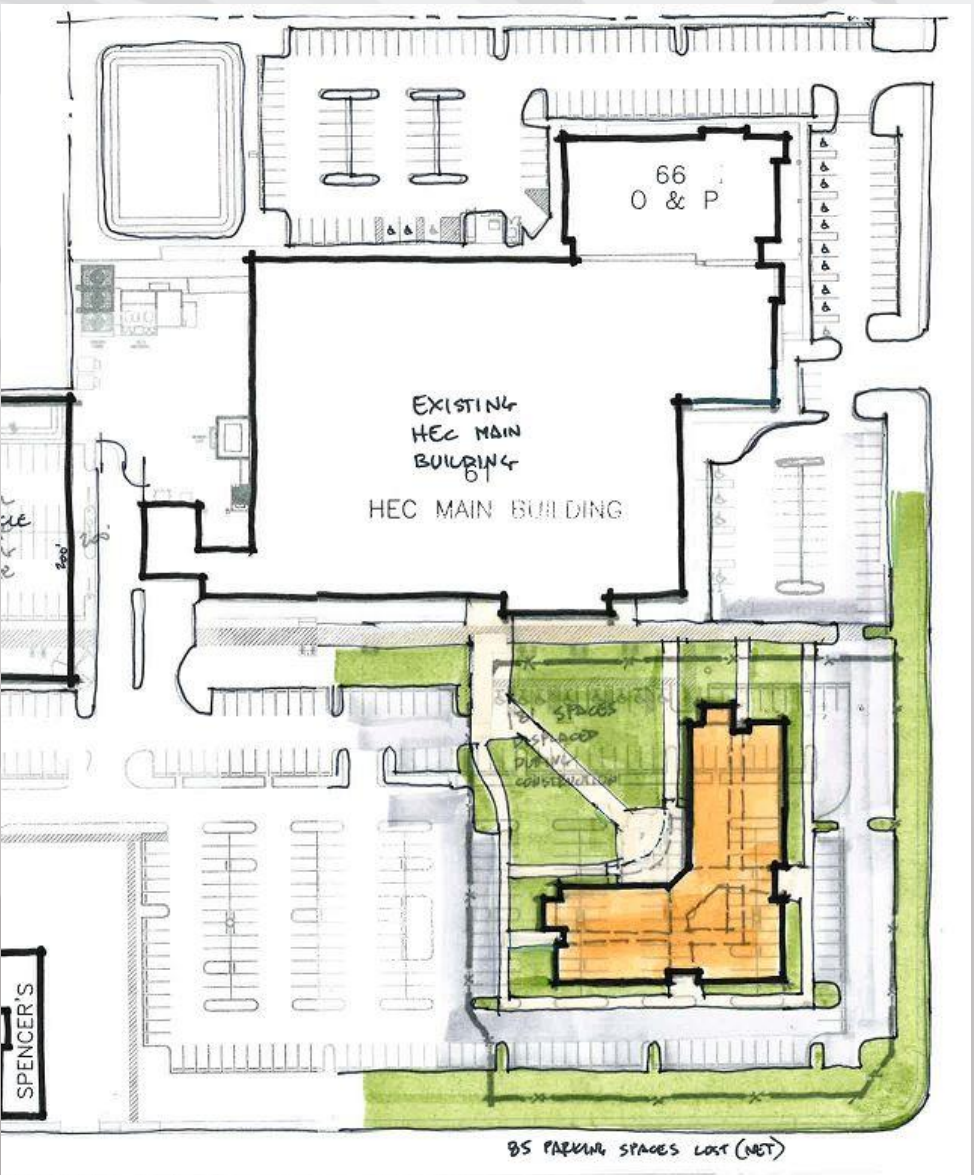 66
O & P
EXISTING
HEC MAIN
BUILDING
61
HEC MAIN BUILDING
200'
SPACES
DISPLACED
DURING
CONSTRUCTION
SPENCER'S
85 PARKING SPACES LOST (NET)